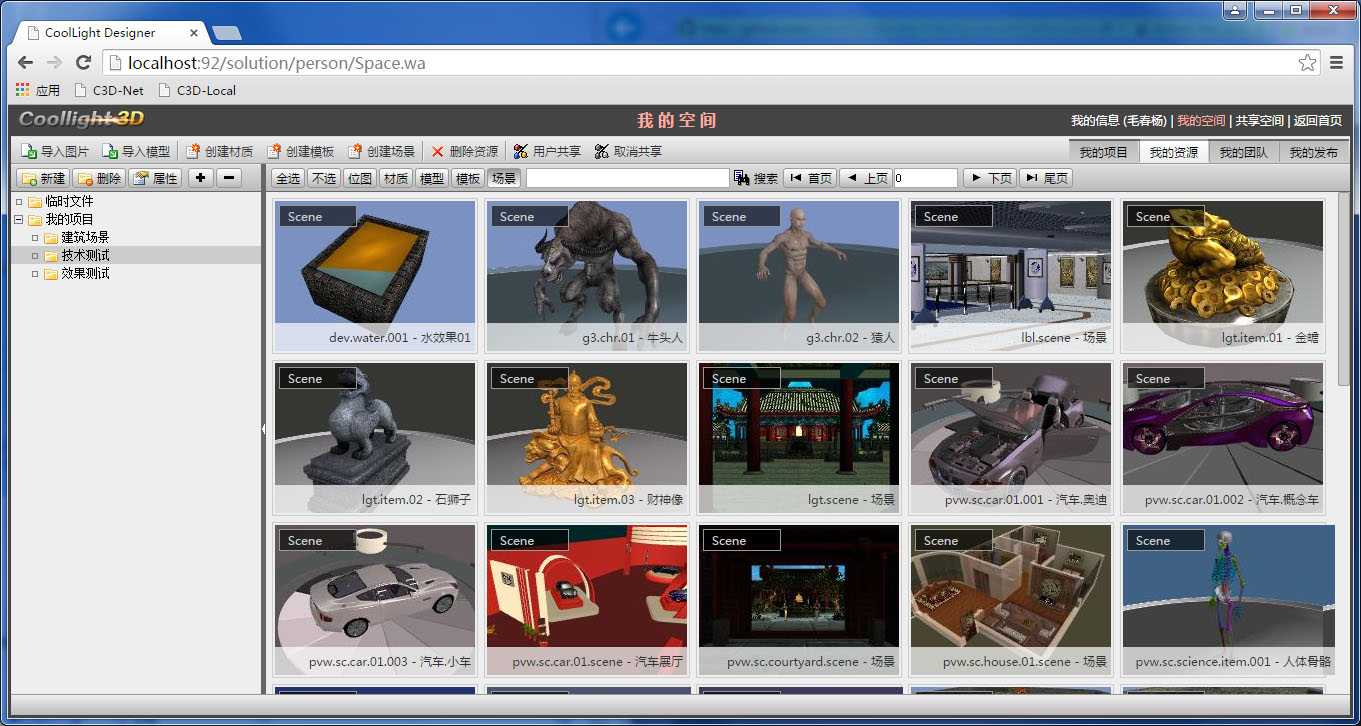 CoolLight Designer
localhost:92/solution/person/Space.wa
应用 C3D-Net C3D-Local
Coollight3D 我的空间 我的信息 (毛春杨) | 我的空间 | 共享空间 | 返回首页
导入图片 导入模型 创建材质 创建模板 创建场景 删除资源 用户共享 取消共享 我的项目 我的资源 我的团队 我的发布
新建 删除 属性 全选 不选 位图 材质 模型 模板 场景 搜索 首页 上页 0 下页 尾页
临时文件
我的项目
建筑场景
技术测试
效果测试
Scene Scene Scene Scene Scene
dev.water.001 - 水效果01 g3.chr.01 - 牛头人 g3.chr.02 - 猿人 lbl.scene - 场景 lgt.item.01 - 金蟾
Scene Scene Scene Scene Scene
lgt.item.02 - 石狮子 lgt.item.03 - 财神像 lgt.scene - 场景 pvw.sc.car.01.001 - 汽车.奥迪 pvw.sc.car.01.002 - 汽车.概念车
Scene Scene Scene Scene Scene
pvw.sc.car.01.003 - 汽车.小车 pvw.sc.car.01.scene - 汽车展厅 pvw.sc.courtyard.scene - 场景 pvw.sc.house.01.scene - 场景 pvw.sc.science.item.001 - 人体骨骼